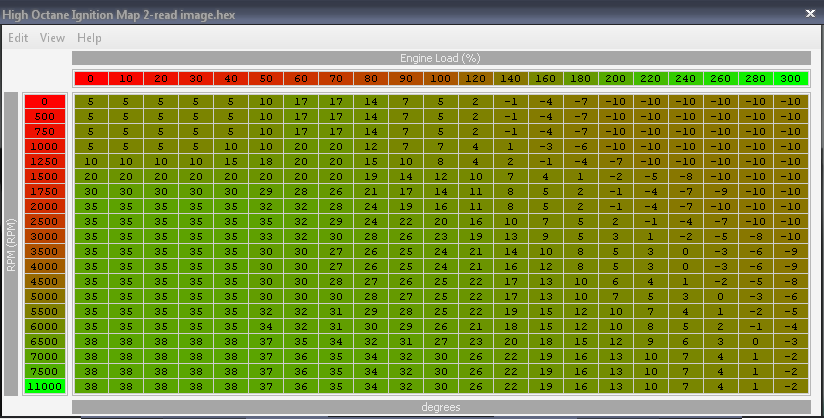 High Octane Ignition Map 2-read image.hex
Edit View Help
Engine Load (%)
0 10 20 30 40 50 60 70 80 90 100 120 140 160 180 200 220 240 260 280 300
RPM (RPM)
0 5 5 5 5 5 10 17 17 14 7 5 2 -1 -4 -7 -10 -10 -10 -10 -10 -10
500 5 5 5 5 5 10 17 17 14 7 5 2 -1 -4 -7 -10 -10 -10 -10 -10 -10
750 5 5 5 5 5 10 17 17 14 7 5 2 -1 -4 -7 -10 -10 -10 -10 -10 -10
1000 5 5 5 5 10 10 20 20 12 7 7 4 1 -3 -6 -10 -10 -10 -10 -10 -10
1250 10 10 10 10 15 18 20 20 15 10 8 4 2 -1 -4 -7 -10 -10 -10 -10 -10
1500 20 20 20 20 20 20 20 20 19 14 12 10 7 4 1 -2 -5 -8 -10 -10 -10
1750 30 30 30 30 29 28 26 21 17 14 11 8 5 2 -1 -4 -7 -9 -10 -10
2000 35 35 35 35 32 32 28 24 19 16 11 8 5 2 -1 -4 -7 -10 -10 -10
2500 35 35 35 35 35 32 29 24 22 20 16 10 7 5 2 -1 -4 -7 -10 -10
3000 35 35 35 35 33 32 30 28 26 23 19 13 9 5 3 1 -2 -5 -8 -10
3500 35 35 35 35 30 30 27 26 25 24 21 14 10 8 5 3 0 -3 -6 -9
4000 35 35 35 35 30 30 27 26 25 24 21 16 12 8 5 3 0 -3 -6 -9
4500 35 35 35 35 30 30 28 27 26 25 22 17 13 10 6 4 1 -2 -5 -8
5000 35 35 35 35 30 30 30 28 27 25 22 17 13 10 7 5 3 0 -3 -6
5500 35 35 35 35 32 32 31 29 28 25 22 19 15 12 10 7 4 1 -2 -5
6000 35 35 35 35 34 32 31 30 29 26 21 18 15 12 10 8 5 2 -1 -4
6500 38 38 38 38 37 35 34 32 31 27 23 20 18 15 12 9 6 3 0 -3
7000 38 38 38 38 37 36 35 34 32 30 26 22 19 16 13 10 7 4 1 -2
7500 38 38 38 38 37 36 35 34 32 30 26 22 19 16 13 10 7 4 1 -2
11000 38 38 38 38 37 36 35 34 32 30 26 22 19 16 13 10 7 4 1 -2
degrees